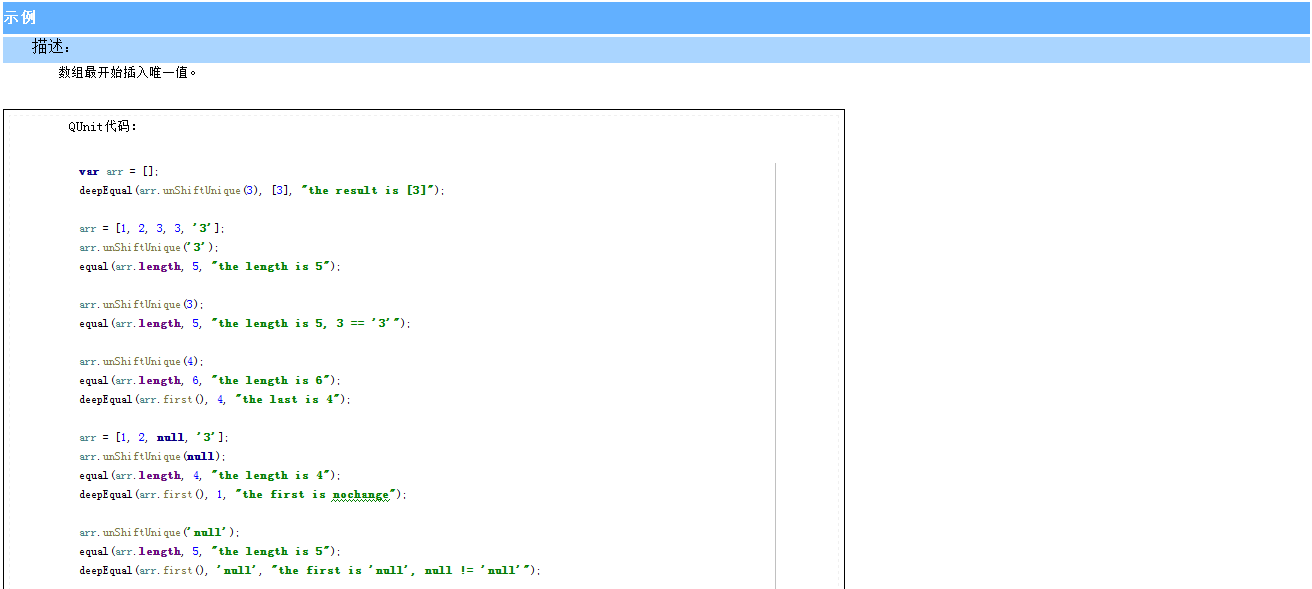 示例
描述：
数组最开始插入唯一值。
QUnit代码：
var arr = [];
deepEqual(arr.unShiftUnique(3), [3], "the result is [3]");
arr = [1, 2, 3, 3, '3'];
arr.unShiftUnique('3');
equal(arr.length, 5, "the length is 5");
arr.unShiftUnique(3);
equal(arr.length, 5, "the length is 5, 3 == '3'");
arr.unShiftUnique(4);
equal(arr.length, 6, "the length is 6");
deepEqual(arr.first(), 4, "the last is 4");
arr = [1, 2, null, '3'];
arr.unShiftUnique(null);
equal(arr.length, 4, "the length is 4");
deepEqual(arr.first(), 1, "the first is nochange");
arr.unShiftUnique('null');
equal(arr.length, 5, "the length is 5");
deepEqual(arr.first(), 'null', "the first is 'null', null != 'null'");